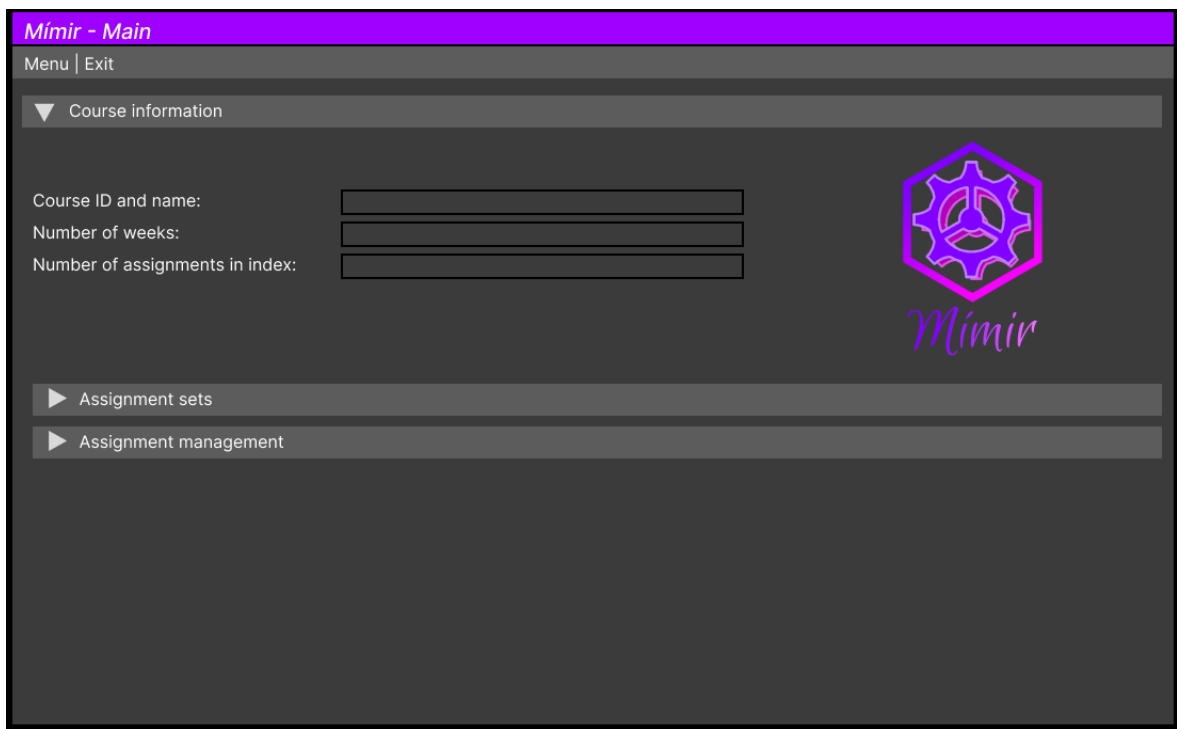 Mímir - Main
Menu | Exit
Course information
Course ID and name:
Number of weeks:
Number of assignments in index:
Mímir
Assignment sets
Assignment management